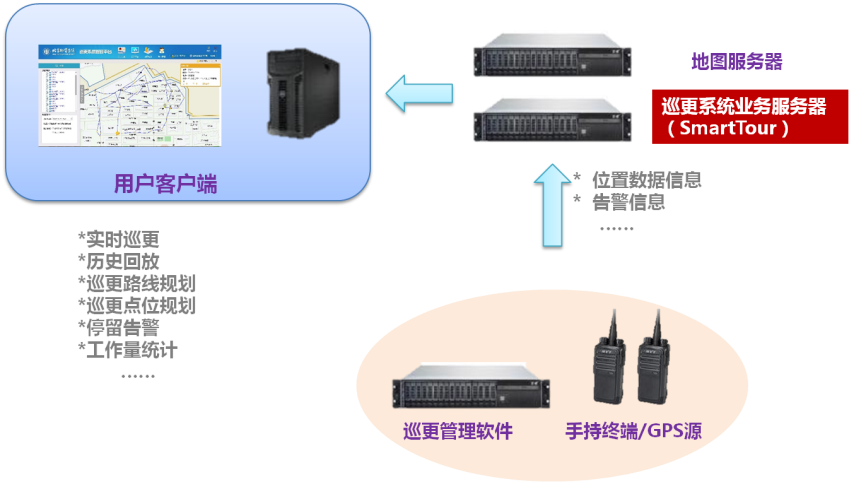 地图服务器
巡更系统业务服务器
（SmartTour）
用户客户端
* 位置数据信息
* 告警信息
……
*实时巡更
*历史回放
*巡更路线规划
*巡更点位规划
*停留告警
*工作量统计
……
巡更管理软件
手持终端/GPS源